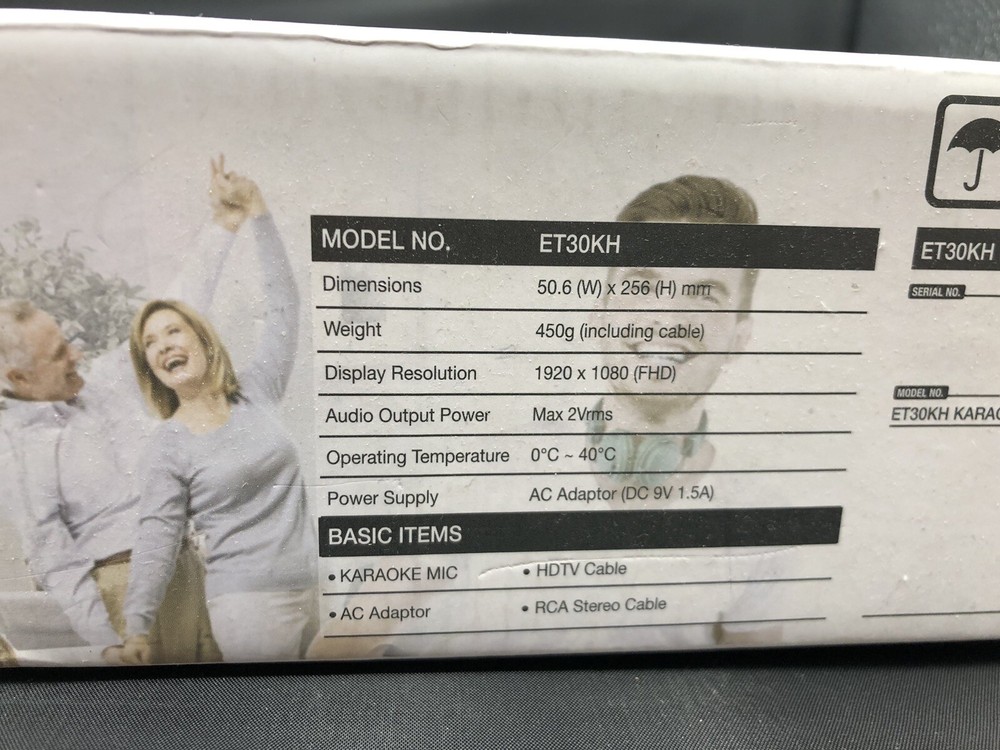 MODEL NO. ET30KH
Dimensions 50.6 (W) x 256 (H) mm
Weight 450g (including cable)
Display Resolution 1920 x 1080 (FHD)
Audio Output Power Max 2Vrms
Operating Temperature 0°C ~ 40°C
Power Supply AC Adaptor (DC 9V 1.5A)
BASIC ITEMS
• KARAOKE MIC • HDTV Cable
• AC Adaptor • RCA Stereo Cable
ET30KH
SERIAL NO.
MODEL NO.
ET30KH